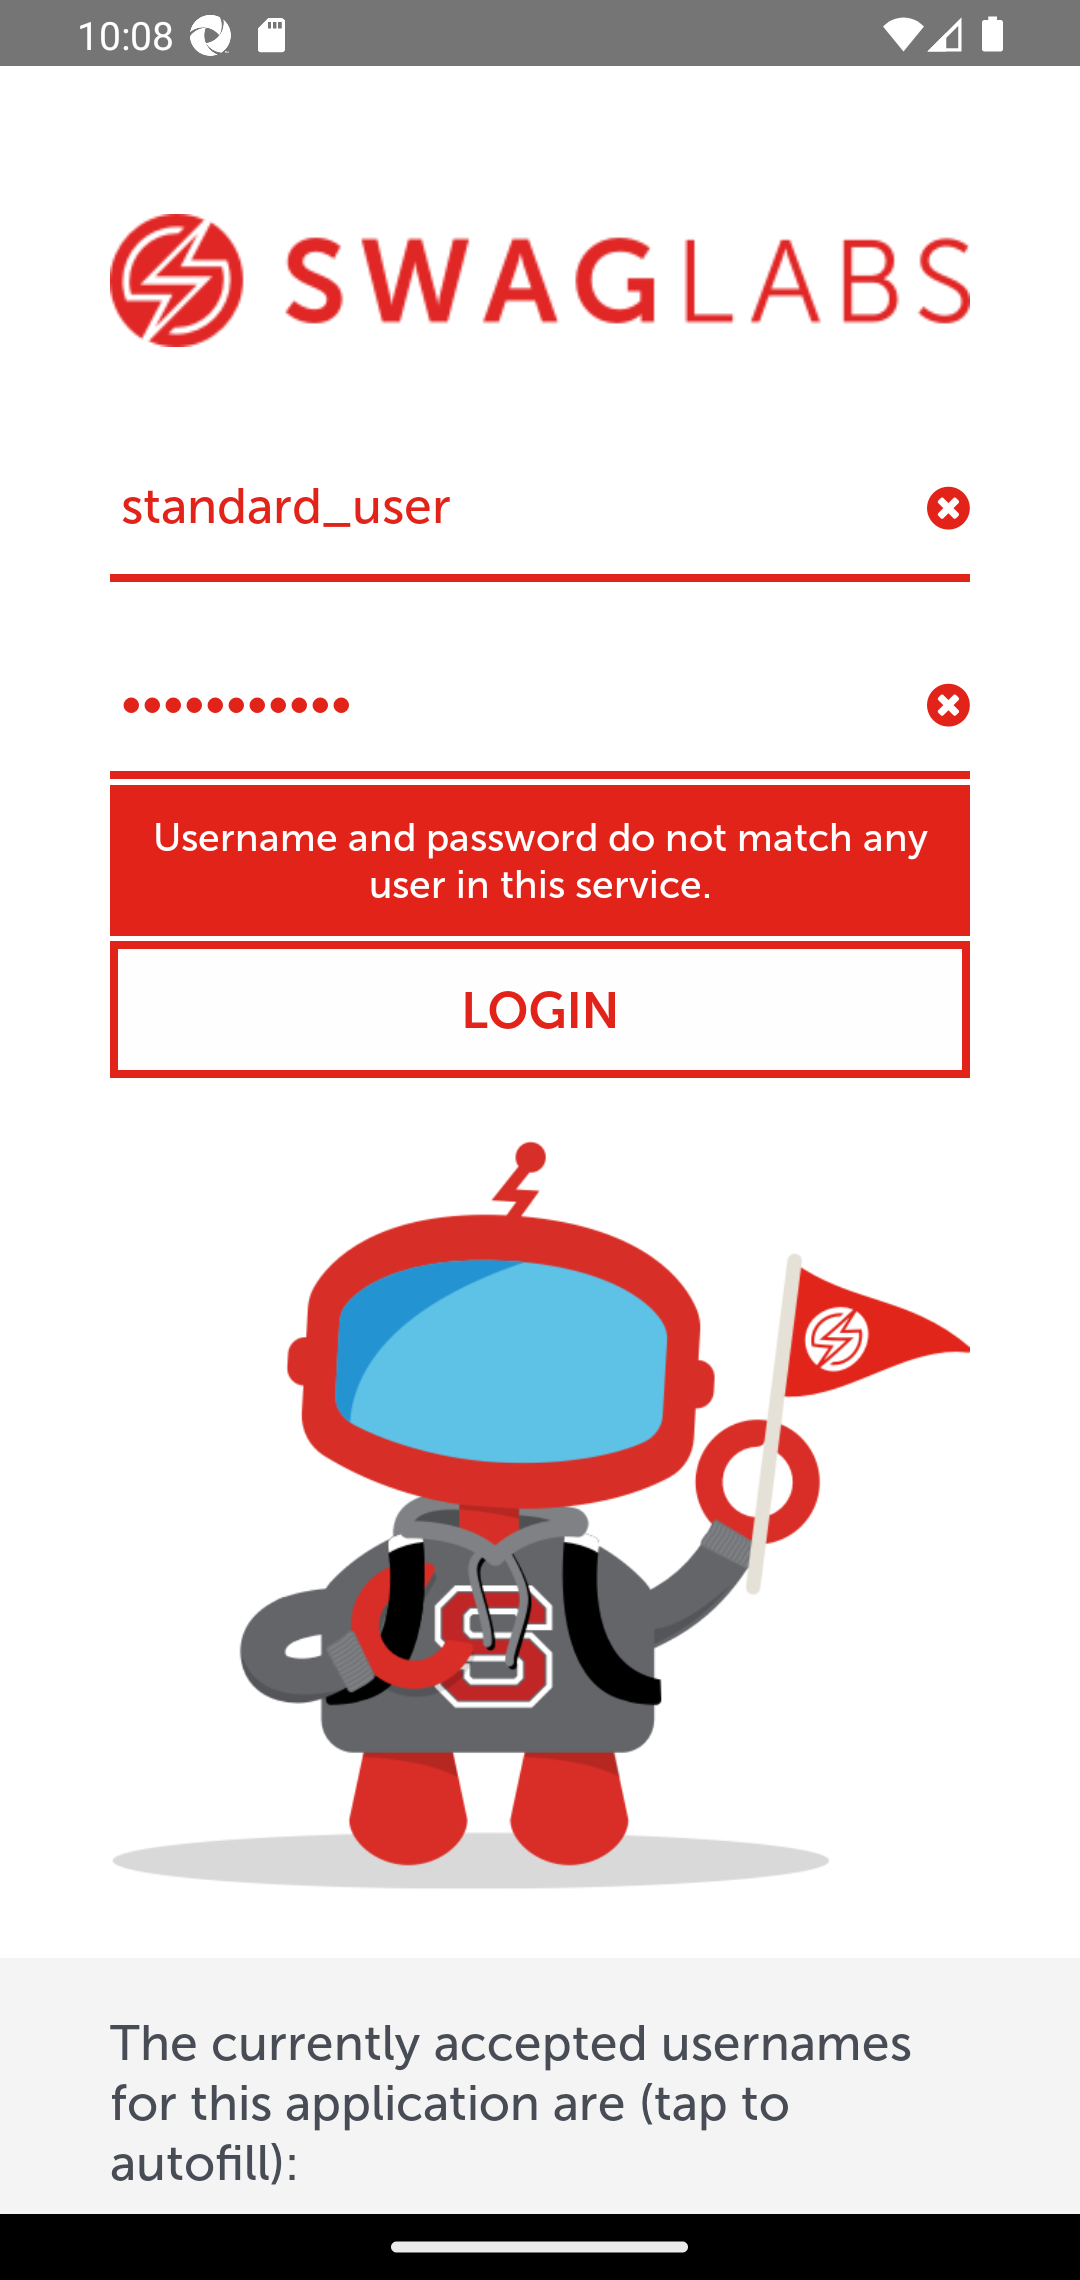 10:08
SWAGLABS
standard_user
•••••••••••
Username and password do not match any
user in this service.
LOGIN
S
The currently accepted usernames
for this application are (tap to
autofill):